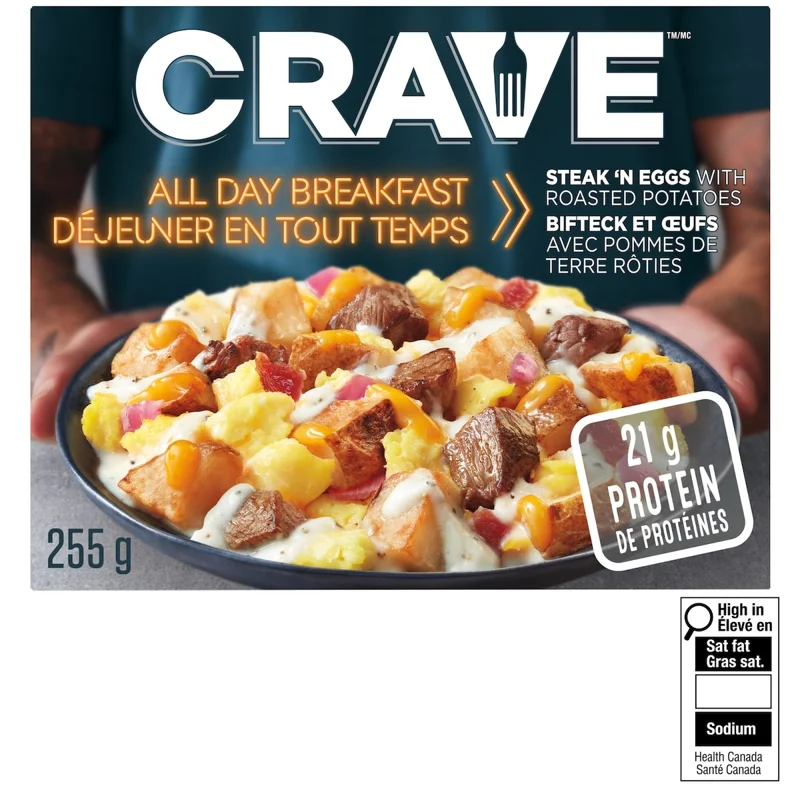 CRAVE TM/MC
ALL DAY BREAKFAST
DÉJEUNER EN TOUT TEMPS
STEAK ‘N EGGS WITH
ROASTED POTATOES
BIFTECK ET ŒUFS
AVEC POMMES DE
TERRE RÔTIES
21 g
PROTEIN
DE PROTÉINES
255 g
High in
Élevé en
Sat fat
Gras sat.
Sodium
Health Canada
Santé Canada